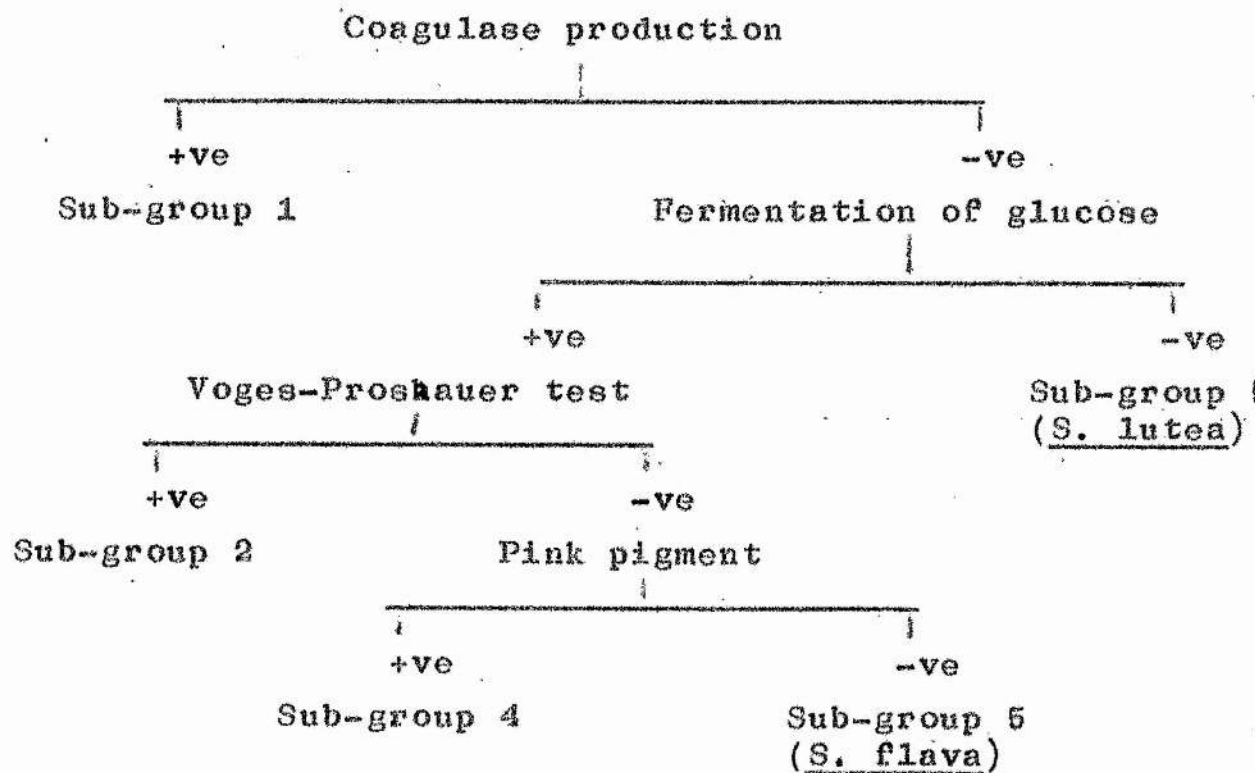 Coagulase production
+ve -ve
Sub-group 1 Fermentation of glucose
+ve -ve
Voges-Proskauer test Sub-group
(S. lutea)
+ve -ve
Sub-group 2 Pink pigment
+ve -ve
Sub-group 4 Sub-group 5
(S. flava)